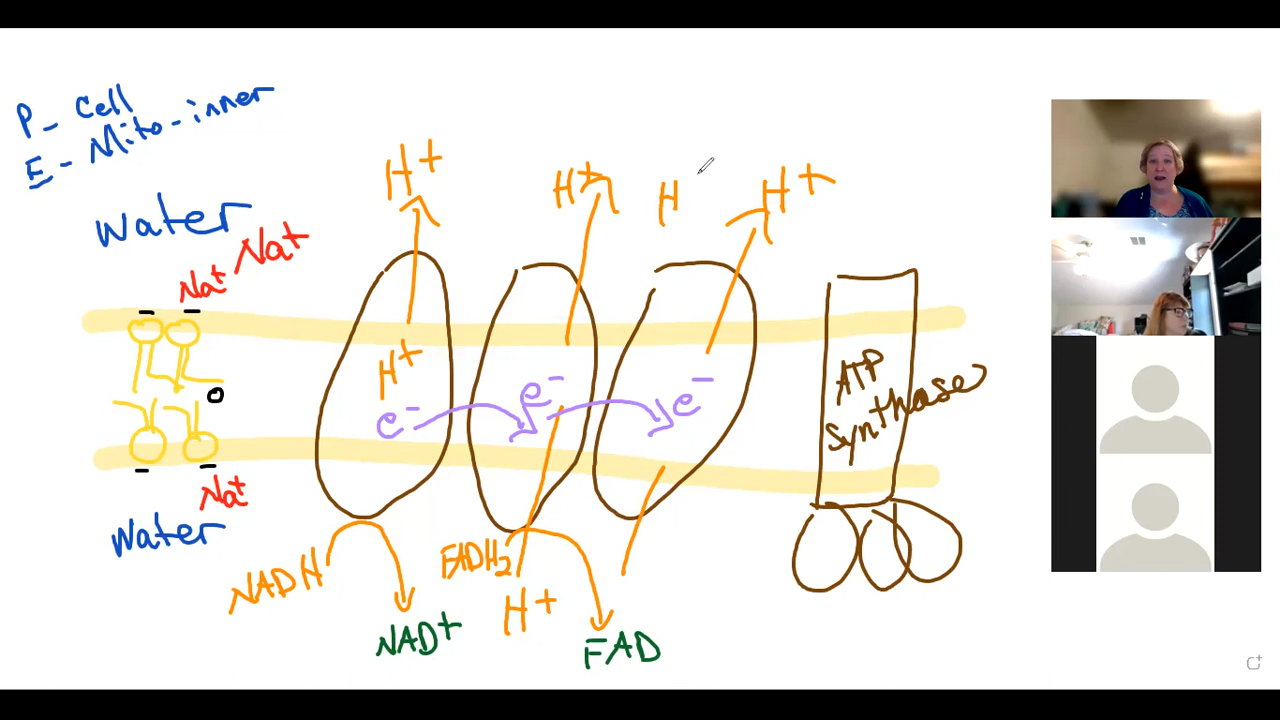 P - Cell
E - Mito - inner
Water
Na+
Na+
H+
H+
H
H+
H+
e-
e-
e-
ATP
Synthase
Na+
Water
NADH
NAD+
FADH2
H+
FAD